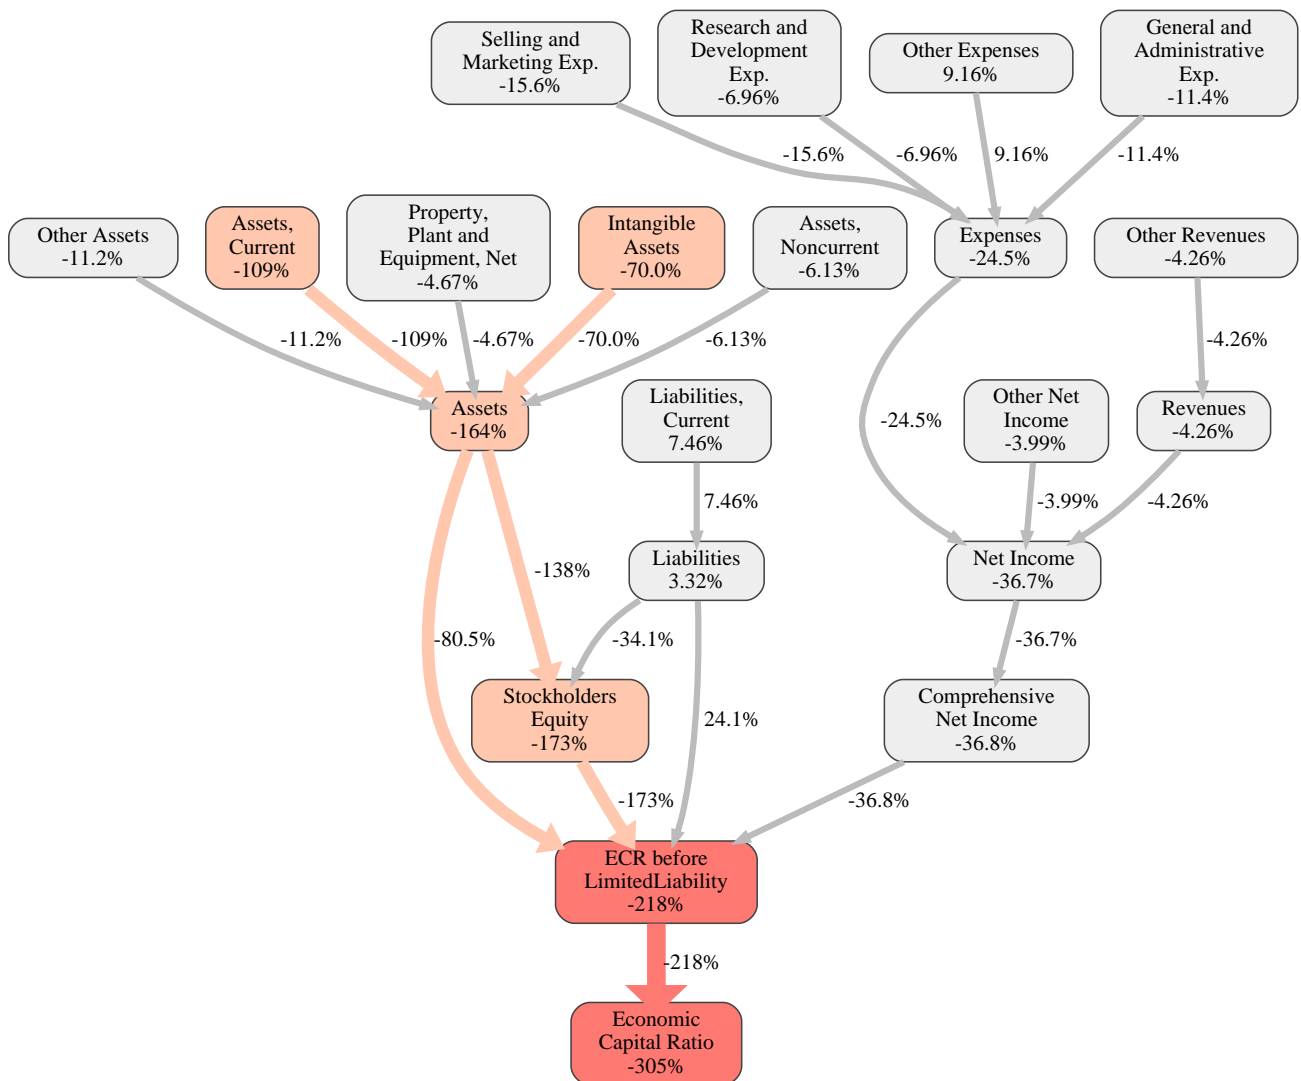 Selling and
Marketing Exp.
-15.6%
Research and
Development
Exp.
-6.96%
Other Expenses
9.16%
General and
Administrative
Exp.
-11.4%
-15.6%
-6.96%
9.16%
-11.4%
Other Assets
-11.2%
Assets,
Current
-109%
Property,
Plant and
Equipment, Net
-4.67%
Intangible
Assets
-70.0%
Assets,
Noncurrent
-6.13%
Expenses
-24.5%
Other Revenues
-4.26%
-11.2%
-109%
-4.67%
-70.0%
-6.13%
-4.26%
Assets
-164%
Liabilities,
Current
7.46%
-24.5%
Other Net
Income
-3.99%
Revenues
-4.26%
7.46%
-3.99%
-4.26%
-138%
Liabilities
3.32%
Net Income
-36.7%
-80.5%
-34.1%
-36.7%
Stockholders
Equity
-173%
24.1%
Comprehensive
Net Income
-36.8%
-173%
-36.8%
ECR before
LimitedLiability
-218%
-218%
Economic
Capital Ratio
-305%